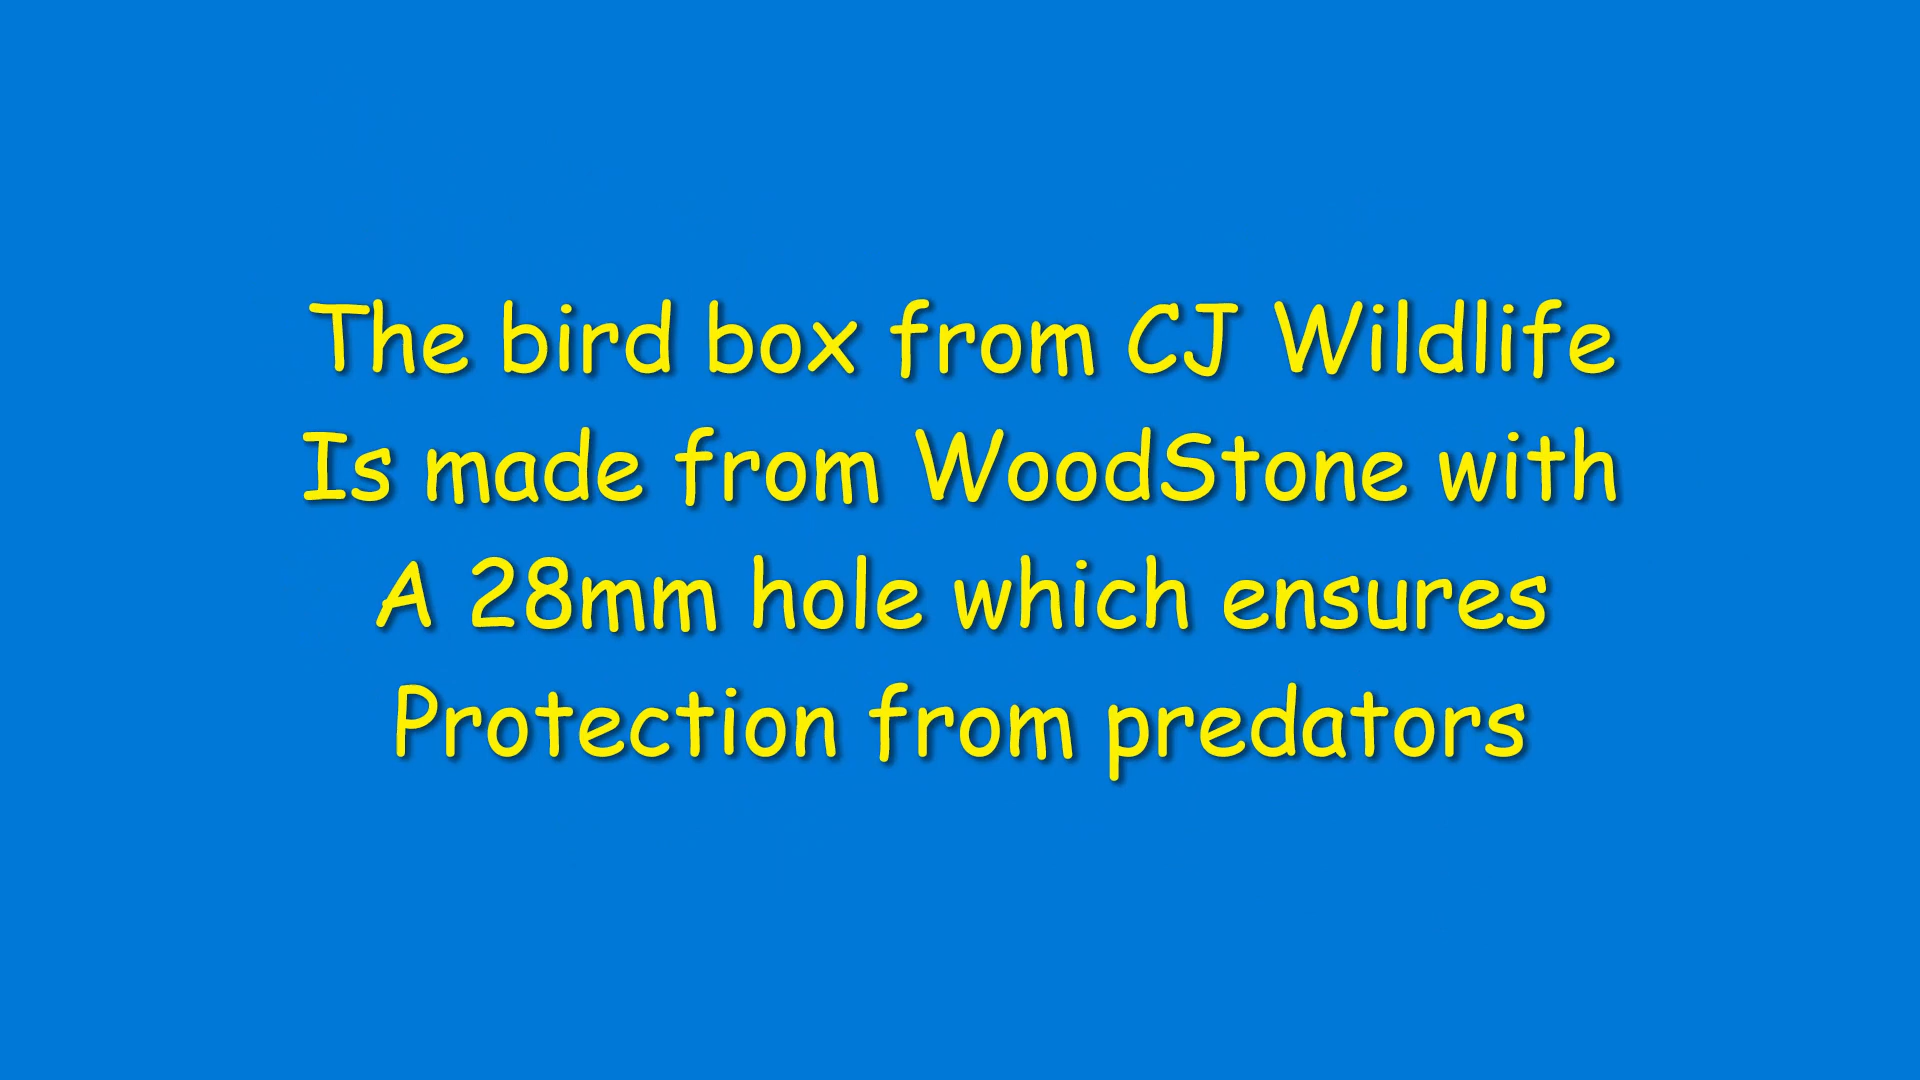 The bird box from CJ Wildlife
Is made from WoodStone with
A 28mm hole which ensures
Protection from predators